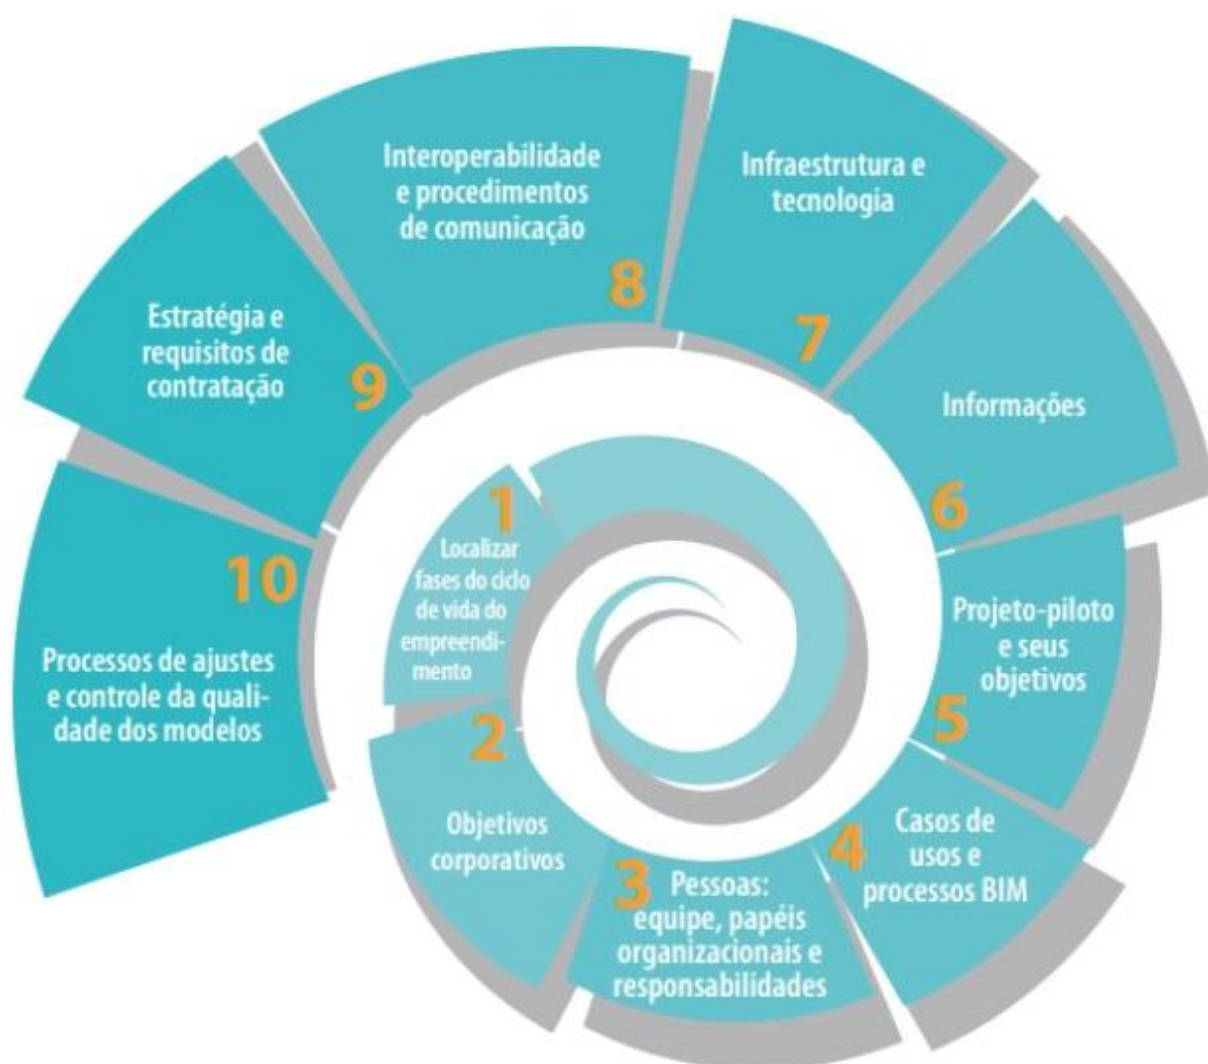 1
Localizar
fases do ciclo
de vida do
empreendi-
mento
2
Objetivos
corporativos
3
Pessoas:
equipe, papéis
organizacionais e
responsabilidades
4
Casos de
usos e
processos BIM
5
Projeto-piloto
e seus
objetivos
6
Informações
7
Infraestrutura e
tecnologia
8
Interoperabilidade
e procedimentos
de comunicação
9
Estratégia e
requisitos de
contratação
10
Processos de ajustes
e controle da quali-
dade dos modelos